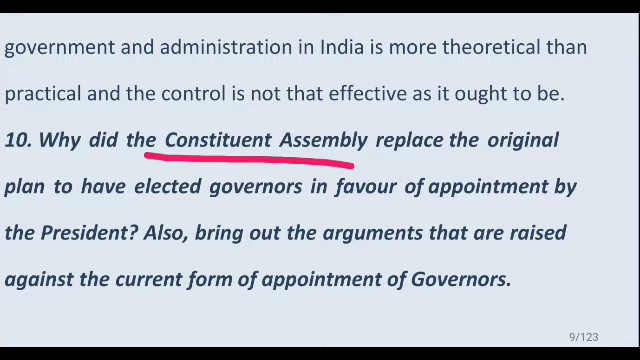 government and administration in India is more theoretical than
practical and the control is not that effective as it ought to be.
10. Why did the Constituent Assembly replace the original
plan to have elected governors in favour of appointment by
the President? Also, bring out the arguments that are raised
against the current form of appointment of Governors.
9/123